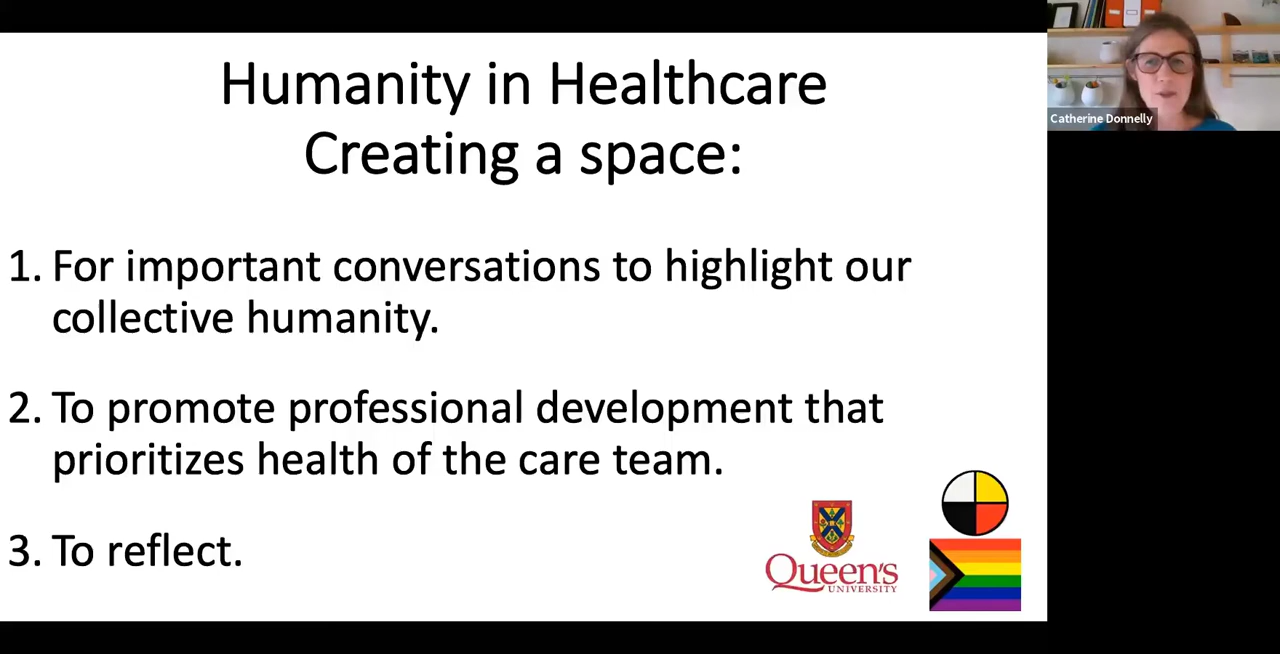 Humanity in Healthcare
Creating a space:
Catherine Donnelly
1. For important conversations to highlight our
collective humanity.
2. To promote professional development that
prioritizes health of the care team.
3. To reflect.
Queen's
UNIVERSITY